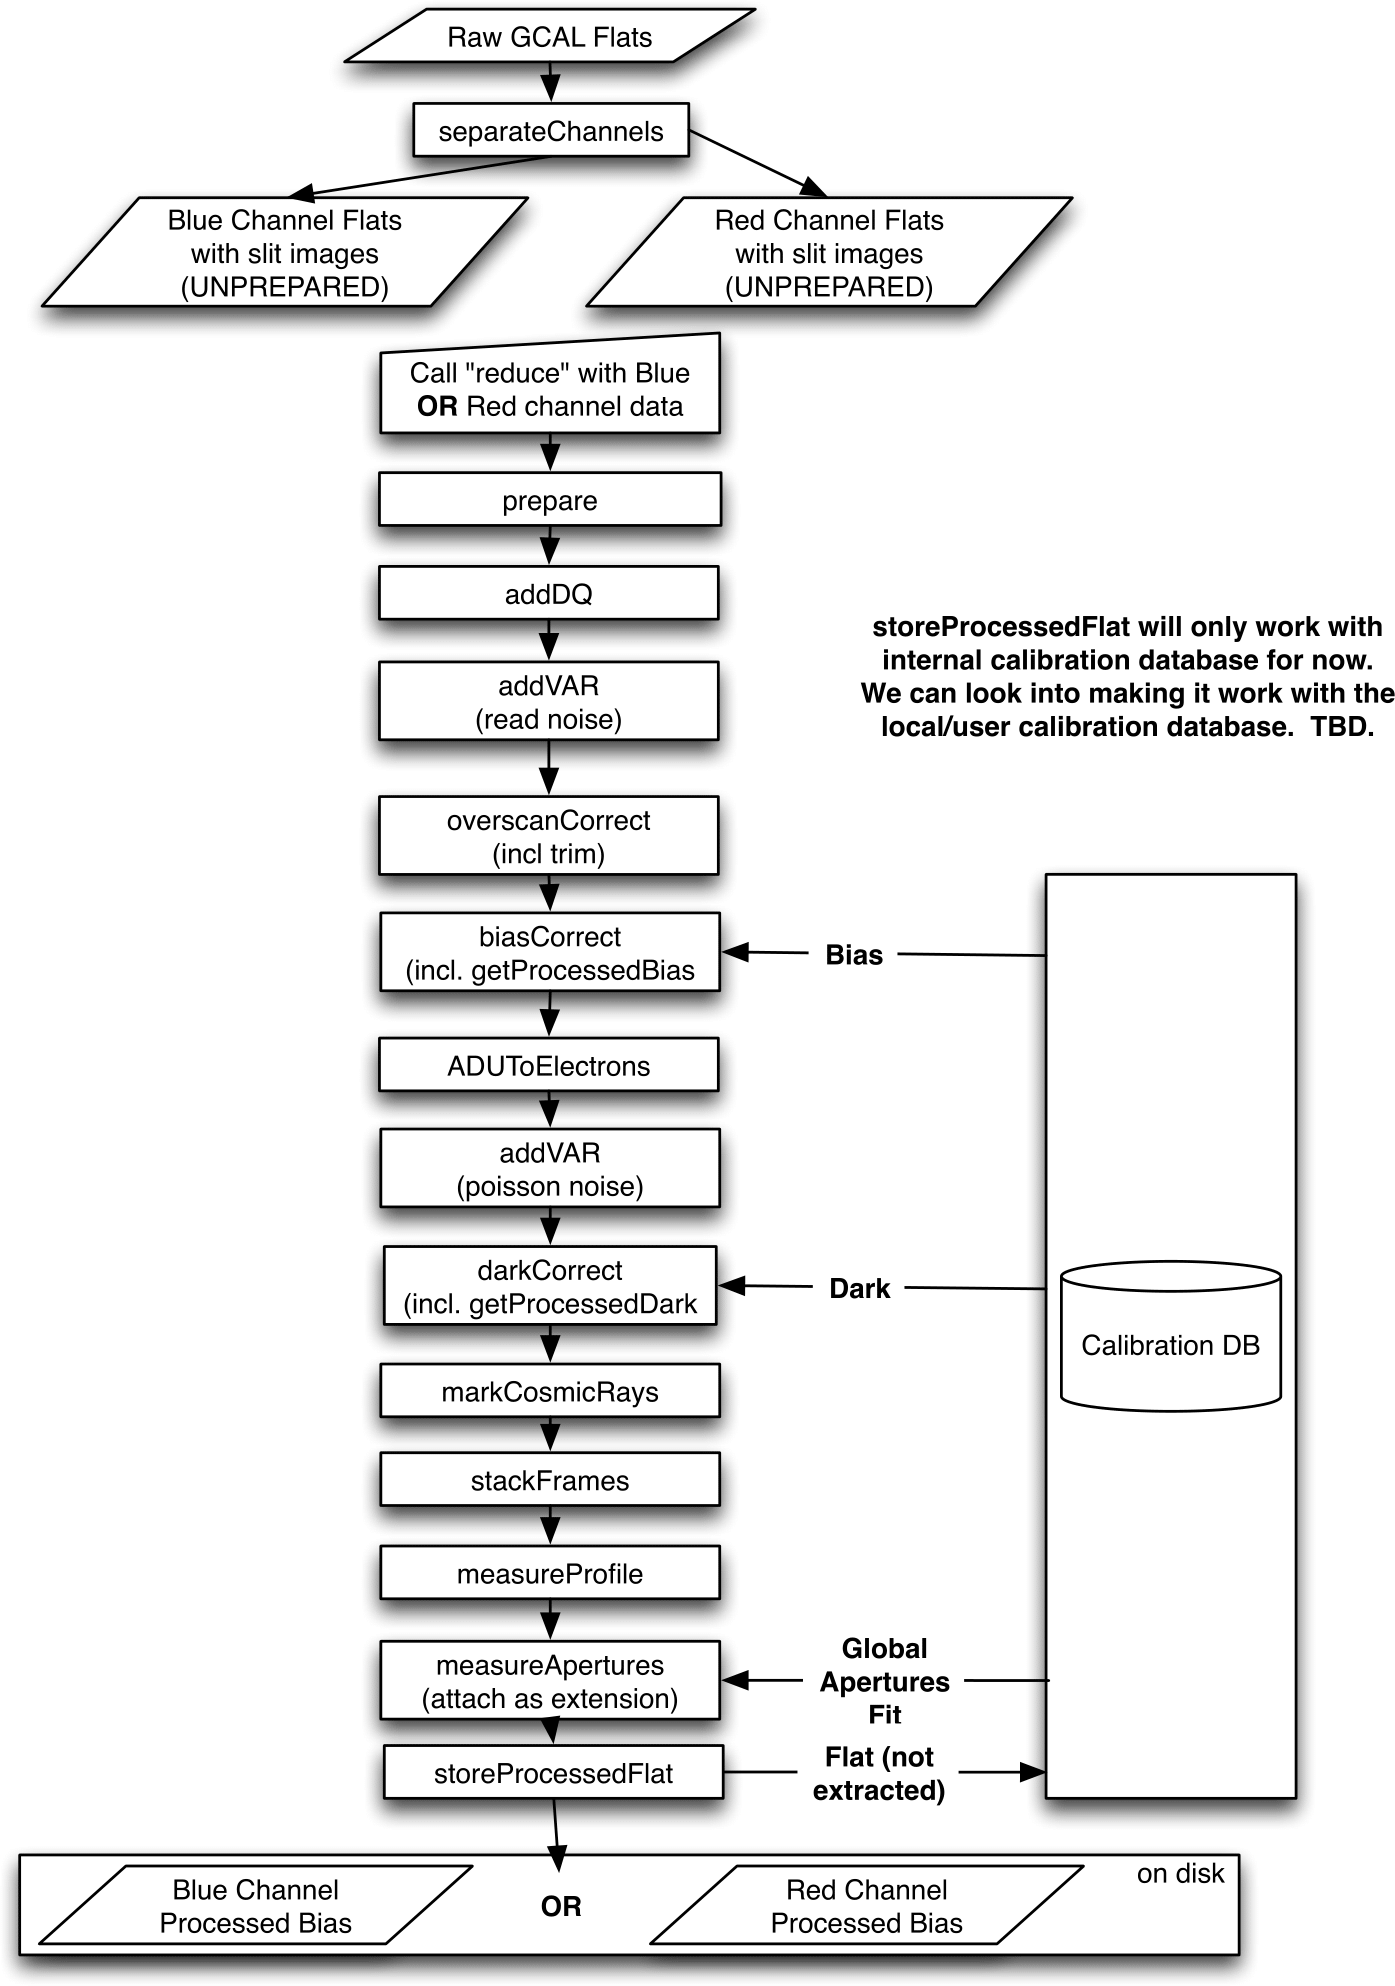 Raw GCAL Flats
separateChannels
Blue Channel Flats
with slit images
(UNPREPARED)
Red Channel Flats
with slit images
(UNPREPARED)
Call "reduce" with Blue
OR Red channel data
prepare
addDQ
addVAR
(read noise)
storeProcessedFlat will only work with
internal calibration database for now.
We can look into making it work with the
local/user calibration database.  TBD.
overscanCorrect
(incl trim)
biasCorrect
(incl. getProcessedBias
Bias
ADUToElectrons
addVAR
(poisson noise)
darkCorrect
(incl. getProcessedDark
Dark
Calibration DB
markCosmicRays
stackFrames
measureProfile
measureApertures
(attach as extension)
Global
Apertures
Fit
storeProcessedFlat
Flat (not
extracted)
on disk
Blue Channel
Processed Bias
OR
Red Channel
Processed Bias